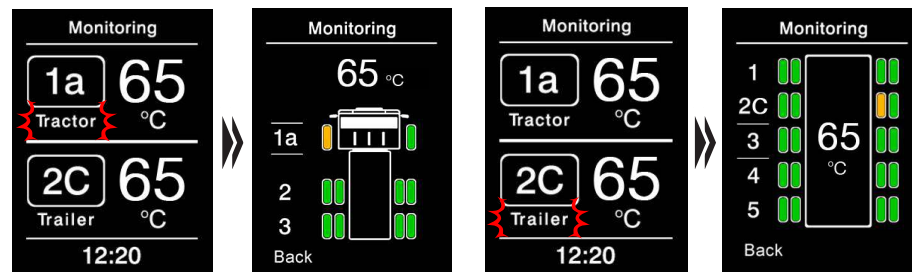 Monitoring
1a 65
Tractor °C
2C 65
Trailer °C
12:20
Monitoring
65 °C
1a
2
3
Back
Monitoring
1a 65
Tractor °C
2C 65
Trailer °C
12:20
Monitoring
1
2C
3 65
4 °C
5
Back